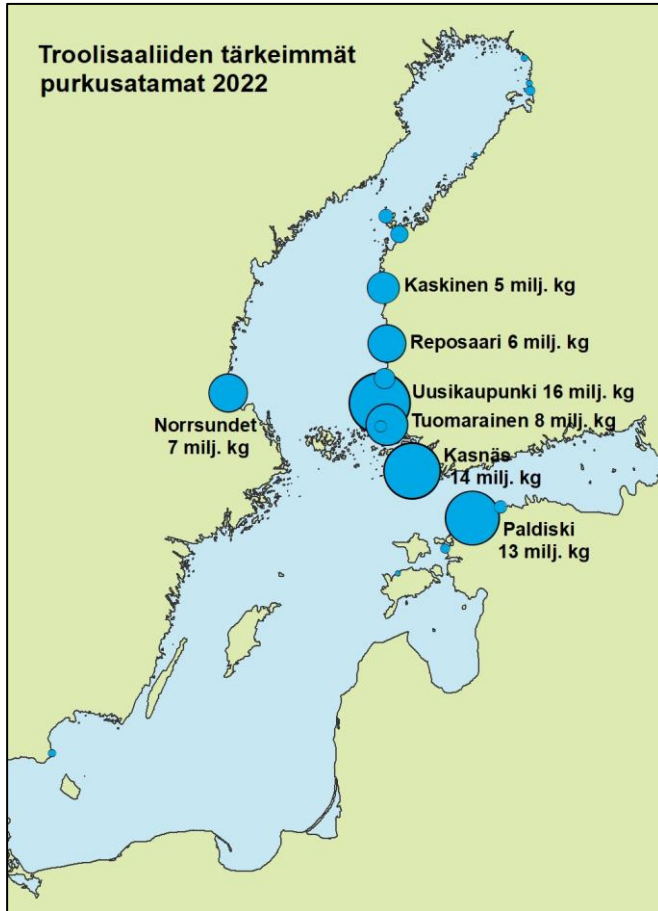 Troolisaaliiden tärkeimmät
purkusatamat 2022
Kaskinen 5 milj. kg
Reposaari 6 milj. kg
Uusikaupunki 16 milj. kg
Tuomarainen 8 milj. kg
Norrsundet
7 milj. kg
Kasnäs
14 milj. kg
Paldiski
13 milj. kg